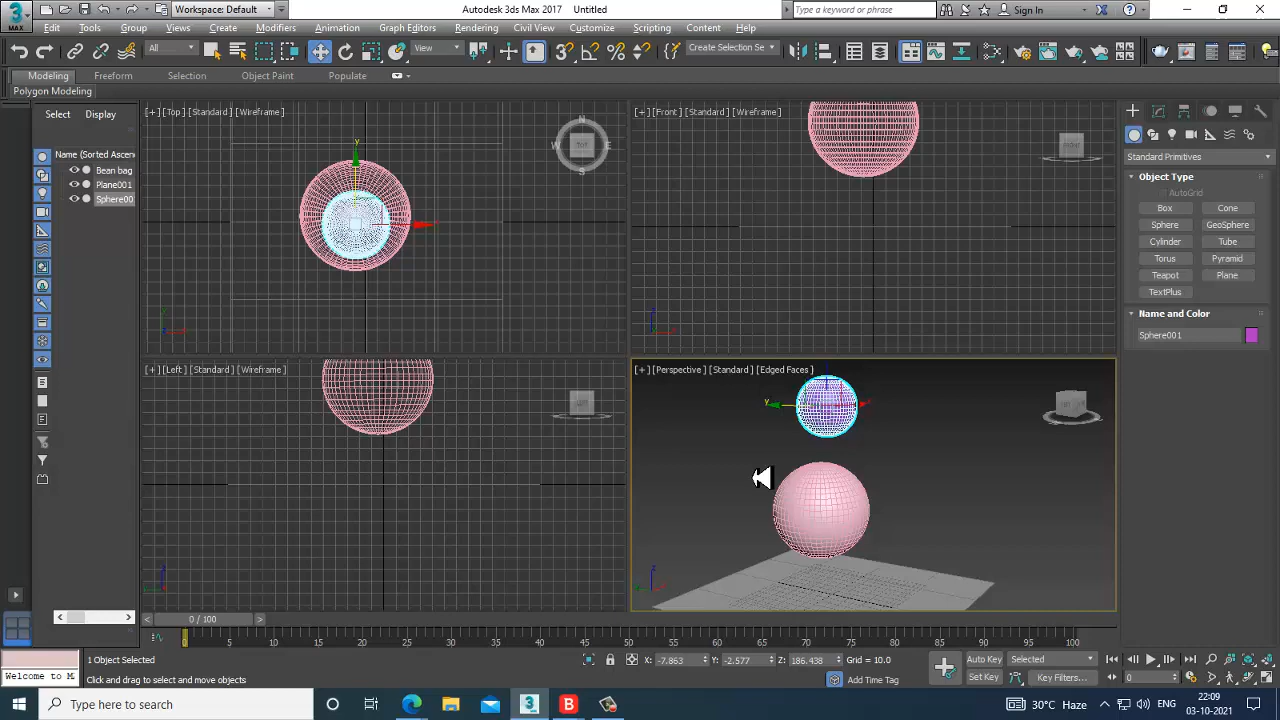 3
MAX
Workspace: Default
Autodesk 3ds Max 2017 Untitled
Type a keyword or phrase
Sign In
Edit Tools Group Views Create Modifiers Animation Graph Editors Rendering Civil View Customize Scripting Content Help
All View Create Selection Se
Modeling Freeform Selection Object Paint Populate
Polygon Modeling
Select Display
Name (Sorted Ascen
Bean bag
Plane001
Sphere00
[+] [Top] [Standard] [Wireframe]
[+] [Front] [Standard] [Wireframe]
[+] [Left] [Standard] [Wireframe]
[+] [Perspective] [Standard] [Edged Faces]
Standard Primitives
Object Type
AutoGrid
Box Cone
Sphere GeoSphere
Cylinder Tube
Torus Pyramid
Teapot Plane
TextPlus
Name and Color
Sphere001
0 / 100
0 5 10 15 20 25 30 35 40 45 50 55 60 65 70 75 80 85 90 95 100
1 Object Selected
X: -7.863 Y: -2.577 Z: 186.438 Grid = 10.0
Auto Key Selected
Welcome to M
Click and drag to select and move objects
Add Time Tag
Set Key Key Filters... 0
Type here to search
30°C Haze
ENG
22:09
03-10-2021